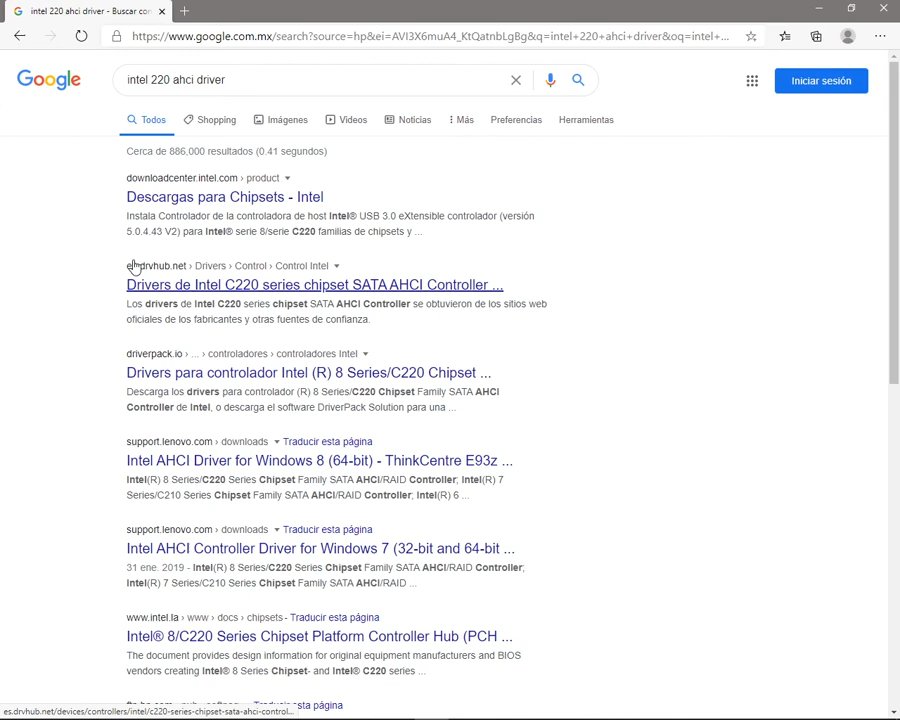 intel 220 ahci driver - Buscar con
https://www.google.com.mx/search?source=hp&ei=AVI3X6muA4_KtQatnbLgBg&q=intel+220+ahci+driver&oq=intel+...
Google
intel 220 ahci driver
Iniciar sesión
Todos
Shopping
Imágenes
Videos
Noticias
Más
Preferencias
Herramientas
Cerca de 886,000 resultados (0.41 segundos)
downloadcenter.intel.com › product
Descargas para Chipsets - Intel
Instala Controlador de la controladora de host Intel® USB 3.0 eXtensible controlador (versión
5.0.4.43 V2) para Intel® serie 8/serie C220 familias de chipsets y ...
drvhub.net › Drivers › Control › Control Intel
Drivers de Intel C220 series chipset SATA AHCI Controller ...
Los drivers de Intel C220 series chipset SATA AHCI Controller se obtuvieron de los sitios web
oficiales de los fabricantes y otras fuentes de confianza.
driverpack.io › ... › controladores › controladores Intel
Drivers para controlador Intel (R) 8 Series/C220 Chipset ...
Descarga los drivers para controlador (R) 8 Series/C220 Chipset Family SATA AHCI
Controller de Intel, o descarga el software DriverPack Solution para una ...
support.lenovo.com › downloads Traducir esta página
Intel AHCI Driver for Windows 8 (64-bit) - ThinkCentre E93z ...
Intel(R) 8 Series/C220 Series Chipset Family SATA AHCI/RAID Controller; Intel(R) 7
Series/C210 Series Chipset Family SATA AHCI/RAID Controller; Intel(R) 6 ...
support.lenovo.com › downloads Traducir esta página
Intel AHCI Controller Driver for Windows 7 (32-bit and 64-bit ...
31 ene. 2019 - Intel(R) 8 Series/C220 Series Chipset Family SATA AHCI/RAID Controller;
Intel(R) 7 Series/C210 Series Chipset Family SATA AHCI/RAID ...
www.intel.la › www › docs › chipsets - Traducir esta página
Intel® 8/C220 Series Chipset Platform Controller Hub (PCH ...
The document provides design information for original equipment manufacturers and BIOS
vendors creating Intel® 8 Series Chipset- and Intel® C220 series ...
es.drvhub.net/devices/controllers/intel/c220-series-chipset-sata-ahci-control...
esta página